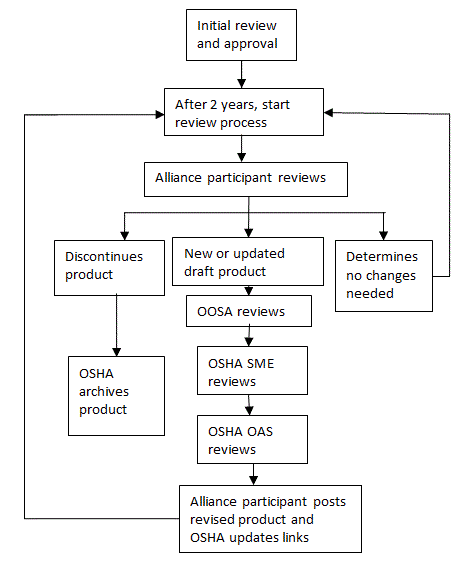 Initial review
and approval
After 2 years, start
review process
Alliance participant reviews
Discontinues
product
New or updated
draft product
Determines
no changes
needed
OOSA reviews
OSHA
archives
product
OSHA SME
reviews
OSHA OAS
reviews
Alliance participant posts
revised product and
OSHA updates links